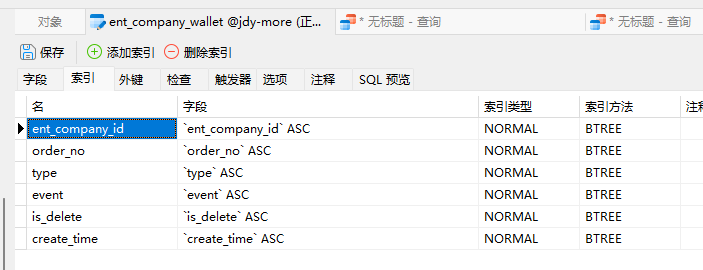 对象 ent_company_wallet @jdy-more (正... * 无标题 - 查询 * 无标题 - 查询
保存 添加索引 删除索引
字段 索引 外键 检查 触发器 选项 注释 SQL 预览
名 字段 索引类型 索引方法 注释
ent_company_id `ent_company_id` ASC NORMAL BTREE
order_no `order_no` ASC NORMAL BTREE
type `type` ASC NORMAL BTREE
event `event` ASC NORMAL BTREE
is_delete `is_delete` ASC NORMAL BTREE
create_time `create_time` ASC NORMAL BTREE